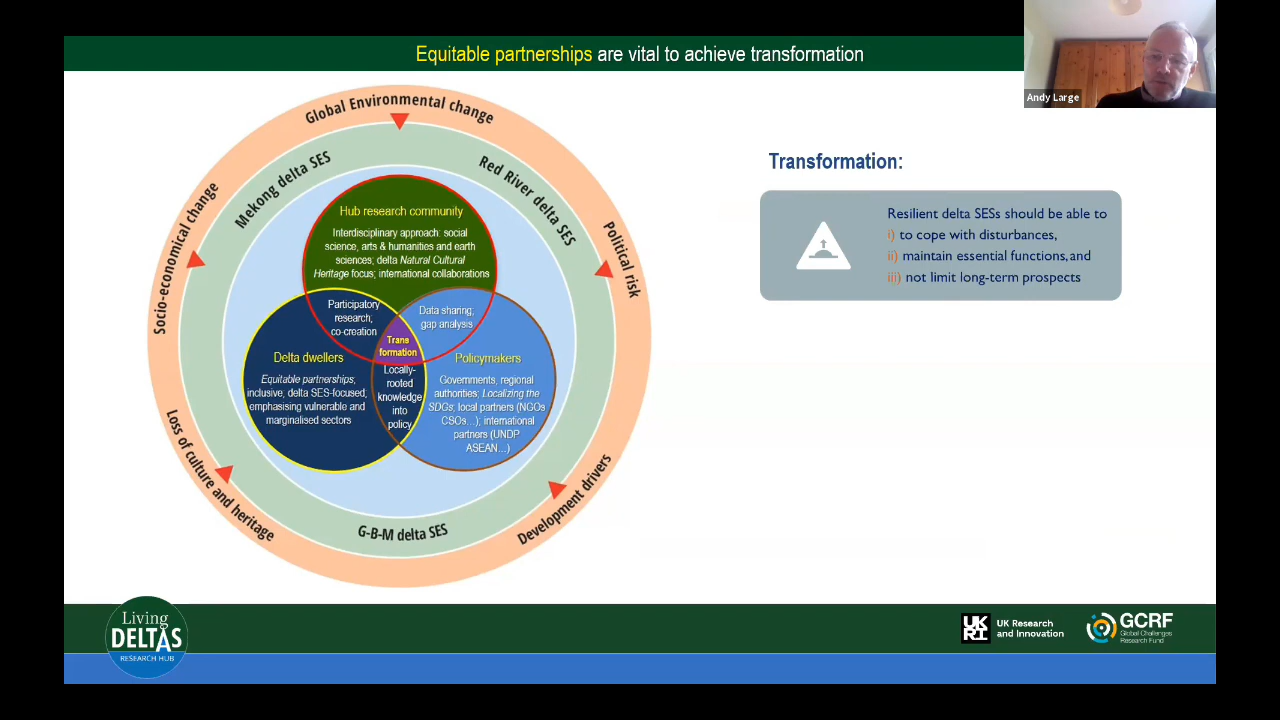 Equitable partnerships are vital to achieve transformation
Andy Large
Global Environmental change
Socio-economical change
Political risk
Loss of culture and heritage
Development drivers
Mekong delta SES
Red River delta SES
G-B-M delta SES
Hub research community
Interdisciplinary approach: social
science, arts & humanities and earth
sciences; delta Natural Cultural
Heritage focus; international collaborations
Participatory
research;
co-creation
Data sharing;
gap analysis
Trans
formation
Delta dwellers
Equitable partnerships;
inclusive; delta SES-focused;
emphasising vulnerable and
marginalised sectors
Locally-
rooted
knowledge
into
policy
Policymakers
Governments, regional
authorities; Localizing the
SDGs; local partners (NGOs
CSOs...), international
partners (UNDP
ASEAN...)
Transformation:
Resilient delta SESs should be able to
i) to cope with disturbances,
ii) maintain essential functions, and
iii) not limit long-term prospects
Living
DELTAS
RESEARCH HUB
UK
RI
UK Research
and Innovation
GCRF
Global Challenges
Research Fund